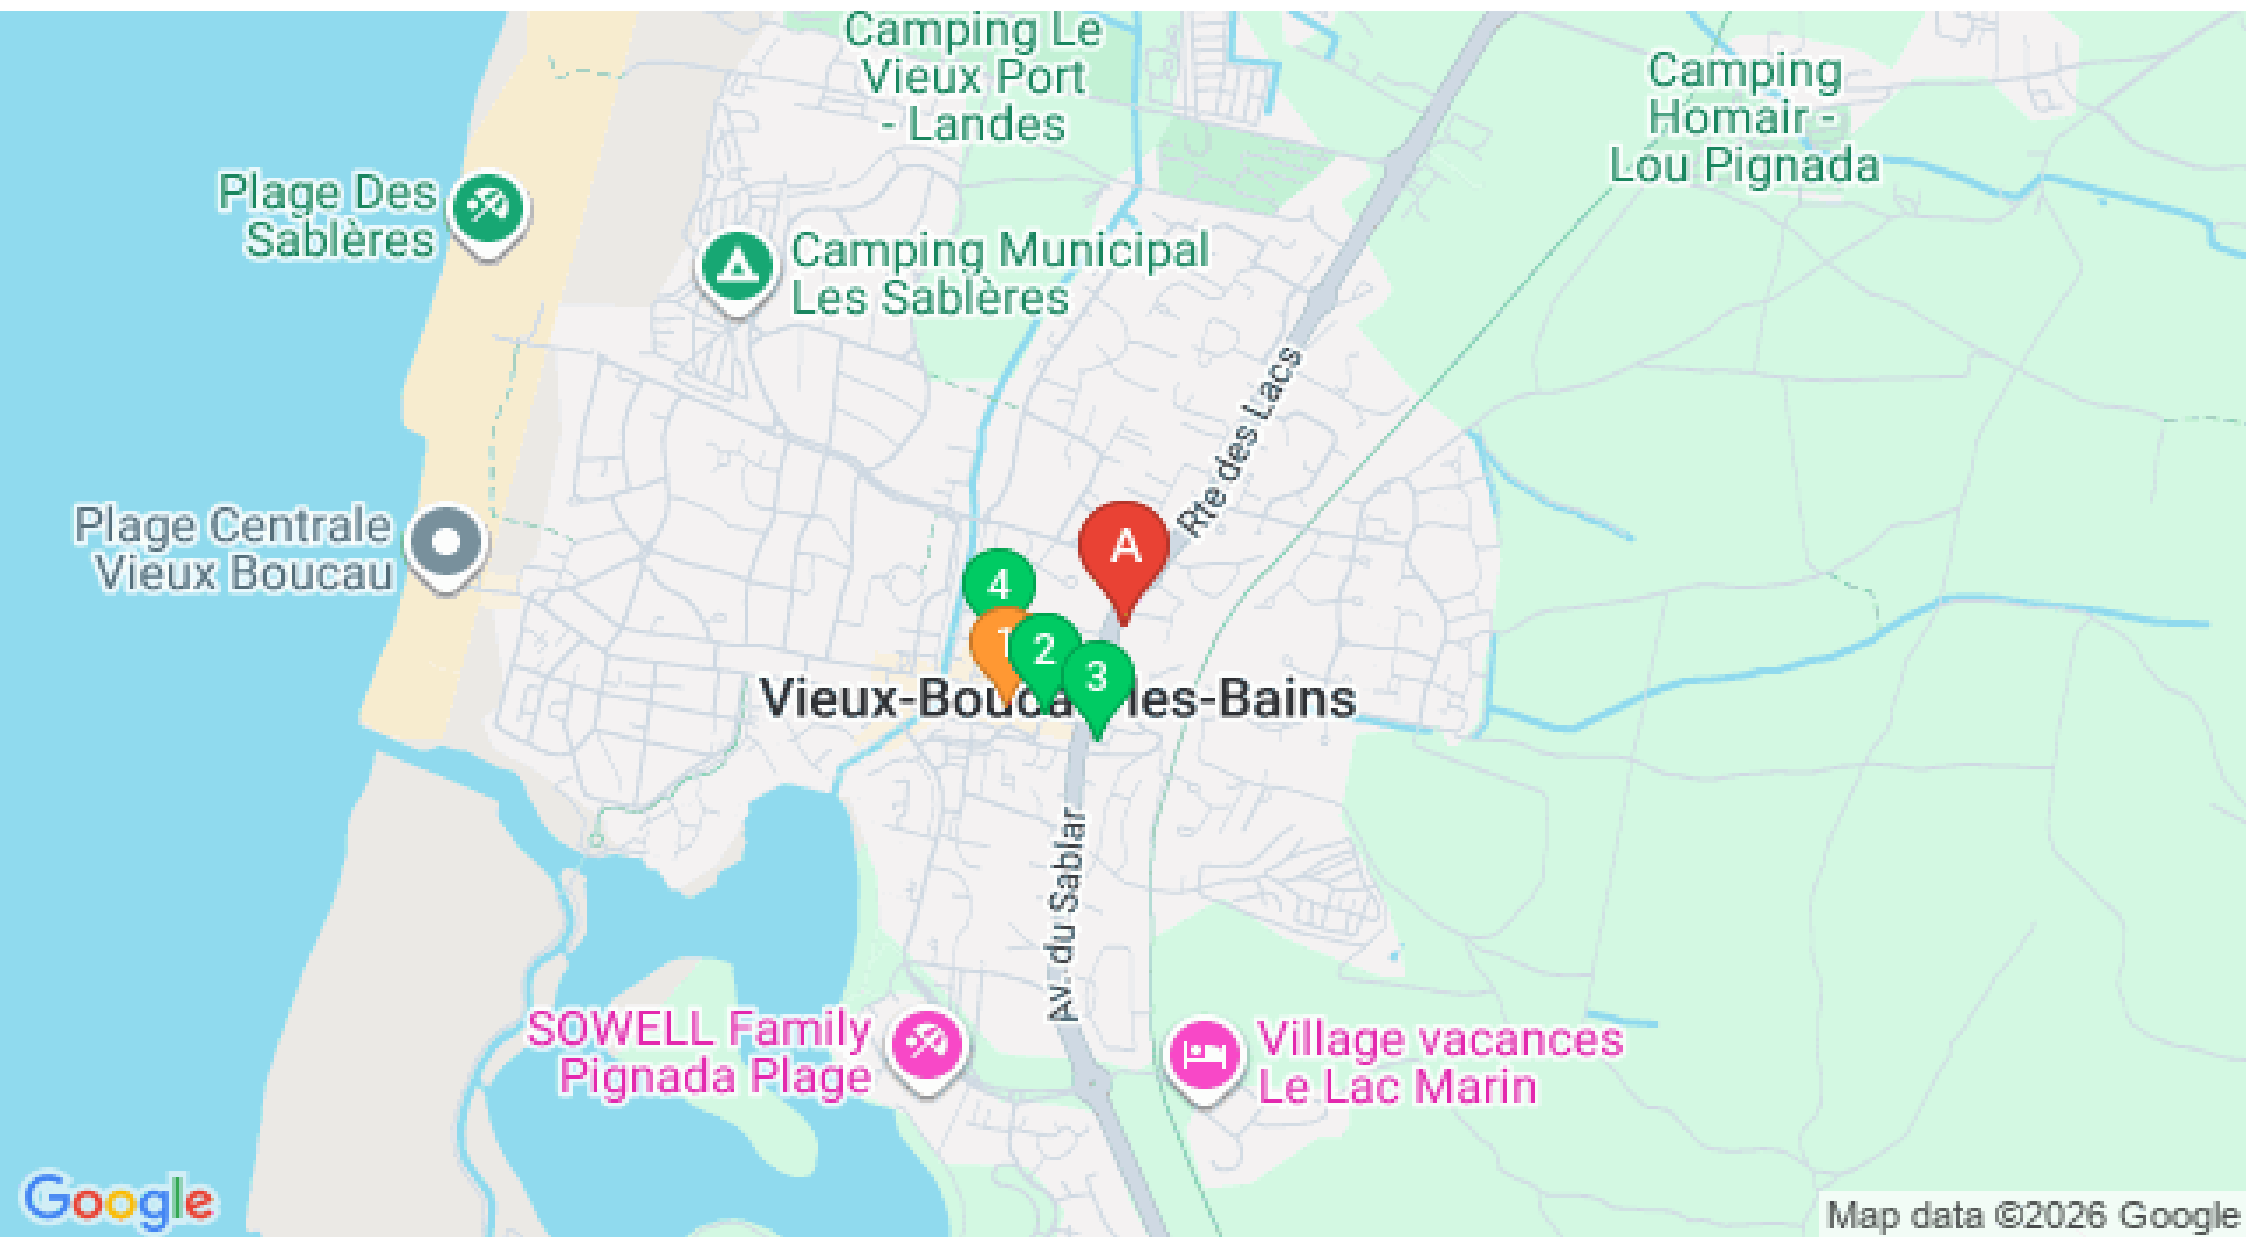 Camping Le
Vieux Port
- Landes
Camping
Homair -
Lou Pignada
Plage Des
Sablères
Camping Municipal
Les Sablères
Rte des Lacs
Plage Centrale
Vieux Boucau
A
4
1
2
3
Vieux-Bouca les-Bains
Av. du Sablar
SOWELL Family
Pignada Plage
Village vacances
Le Lac Marin
Google
Map data ©2026 Google